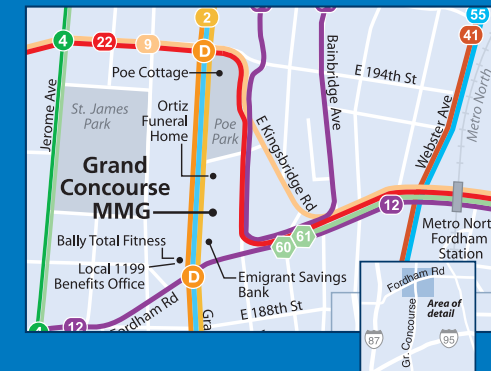 2
55
4
22
9
D
41
Poe Cottage
E 194th St
Bainbridge Ave
Metro North
Jerome Ave
St. James
Park
Ortiz
Funeral
Home
Poe
Park
E Kingsbridge Rd
Webster Ave
Grand
Concourse
MMG
12
61
60
Metro Nort
Fordham
Station
Bally Total Fitness
Local 1199
Benefits Office
D
Emigrant Savings
Bank
Fordham Rd
E 188th St
Gra
4
12
Fordham Rd
Area of
detail
Gr. Concourse
87
95